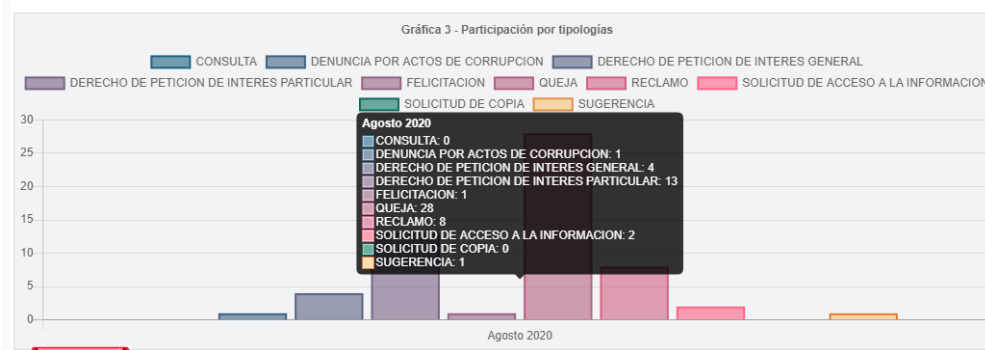 Gráfica 3 - Participación por tipologías
CONSULTA DENUNCIA POR ACTOS DE CORRUPCION DERECHO DE PETICION DE INTERES GENERAL
DERECHO DE PETICION DE INTERES PARTICULAR FELICITACION QUEJA RECLAMO SOLICITUD DE ACCESO A LA INFORMACION
SOLICITUD DE COPIA SUGERENCIA
30
25
20
15
10
5
0
Agosto 2020
CONSULTA: 0
DENUNCIA POR ACTOS DE CORRUPCION: 1
DERECHO DE PETICION DE INTERES GENERAL: 4
DERECHO DE PETICION DE INTERES PARTICULAR: 13
FELICITACION: 1
QUEJA: 28
RECLAMO: 8
SOLICITUD DE ACCESO A LA INFORMACION: 2
SOLICITUD DE COPIA: 0
SUGERENCIA: 1
Agosto 2020